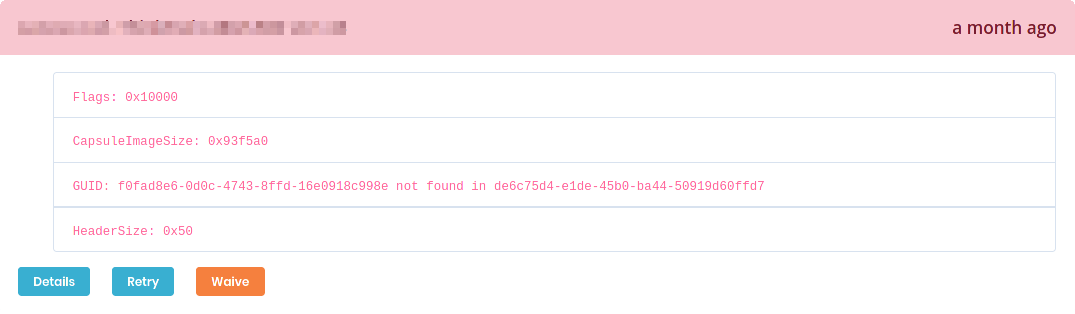 a month ago
Flags: 0x10000
CapsuleImageSize: 0x93f5a0
GUID: f0fad8e6-0d0c-4743-8ffd-16e0918c998e not found in de6c75d4-e1de-45b0-ba44-50919d60ffd7
HeaderSize: 0x50
Details Retry Waive